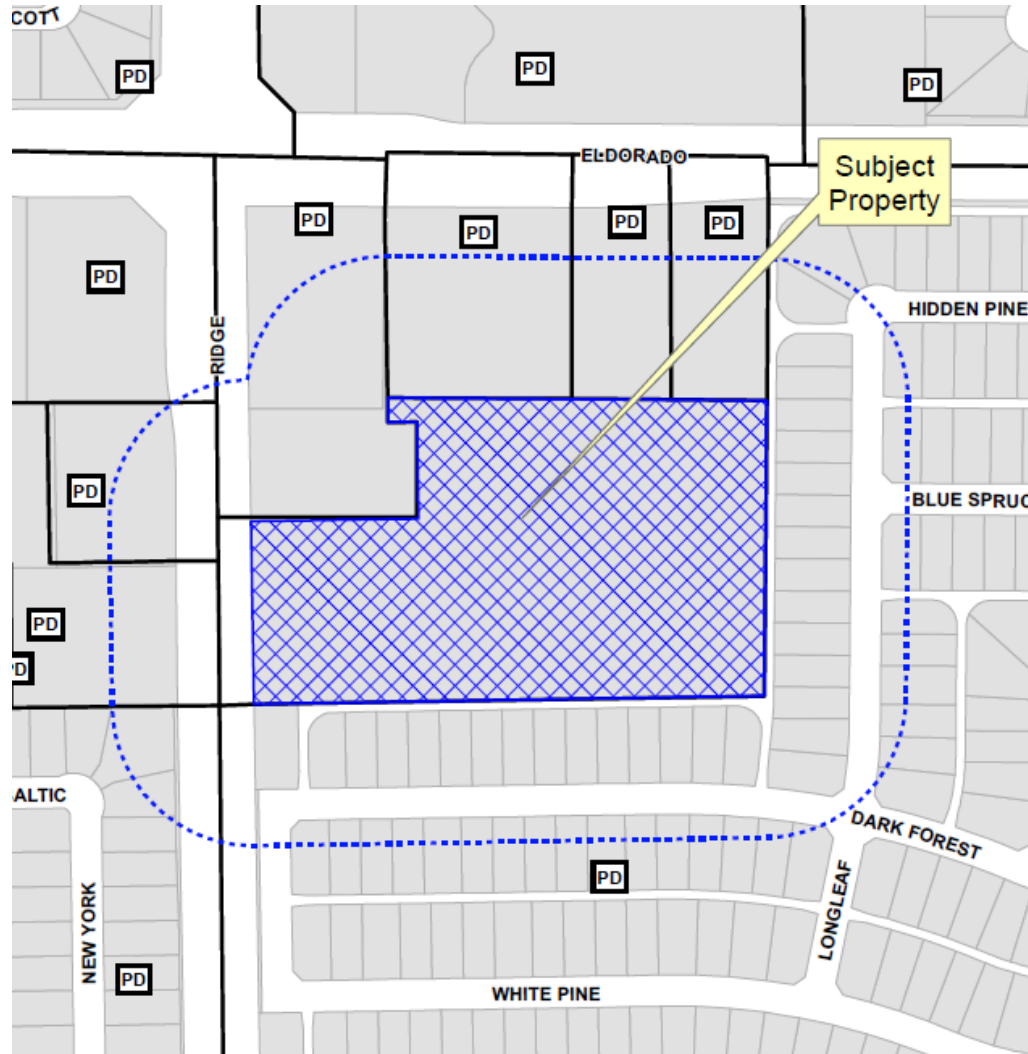 COTT
PD
PD
PD
ELDORADO
Subject
Property
PD
PD
PD
PD
PD
RIDGE
HIDDEN PINE
PD
BLUE SPRUC
PD
PD
ALTIC
DARK FOREST
PD
LONGLEAF
NEW YORK
PD
WHITE PINE